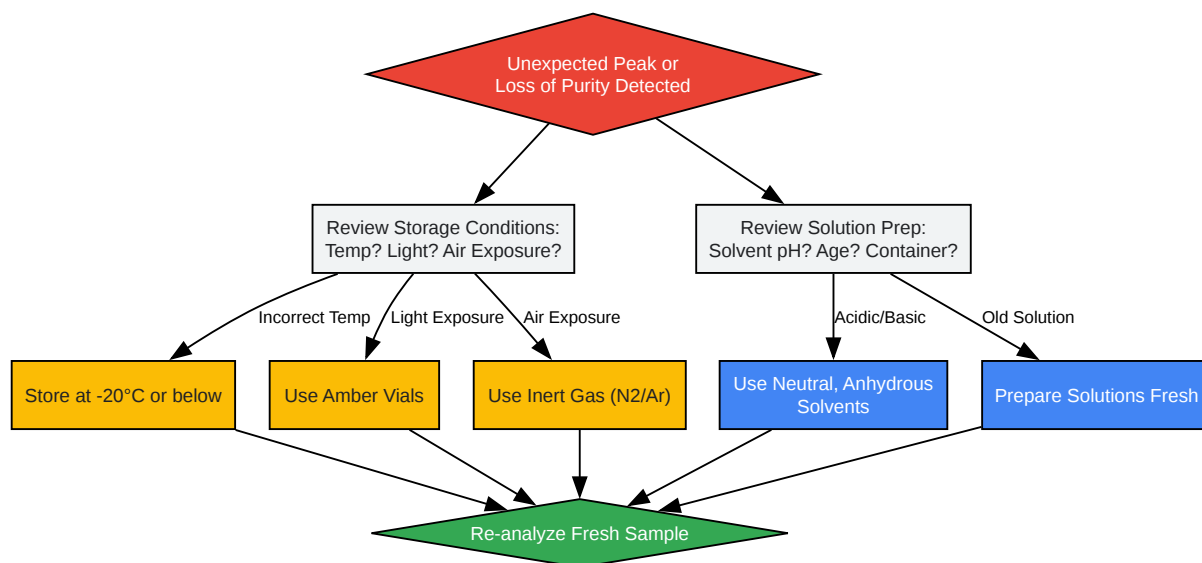 Unexpected Peak or
Loss of Purity Detected
Review Storage Conditions:
Temp? Light? Air Exposure?
Review Solution Prep:
Solvent pH? Age? Container?
Incorrect Temp
Light Exposure
Air Exposure
Acidic/Basic
Old Solution
Store at -20°C or below
Use Amber Vials
Use Inert Gas (N2/Ar)
Use Neutral, Anhydrous
Solvents
Prepare Solutions Fresh
Re-analyze Fresh Sample